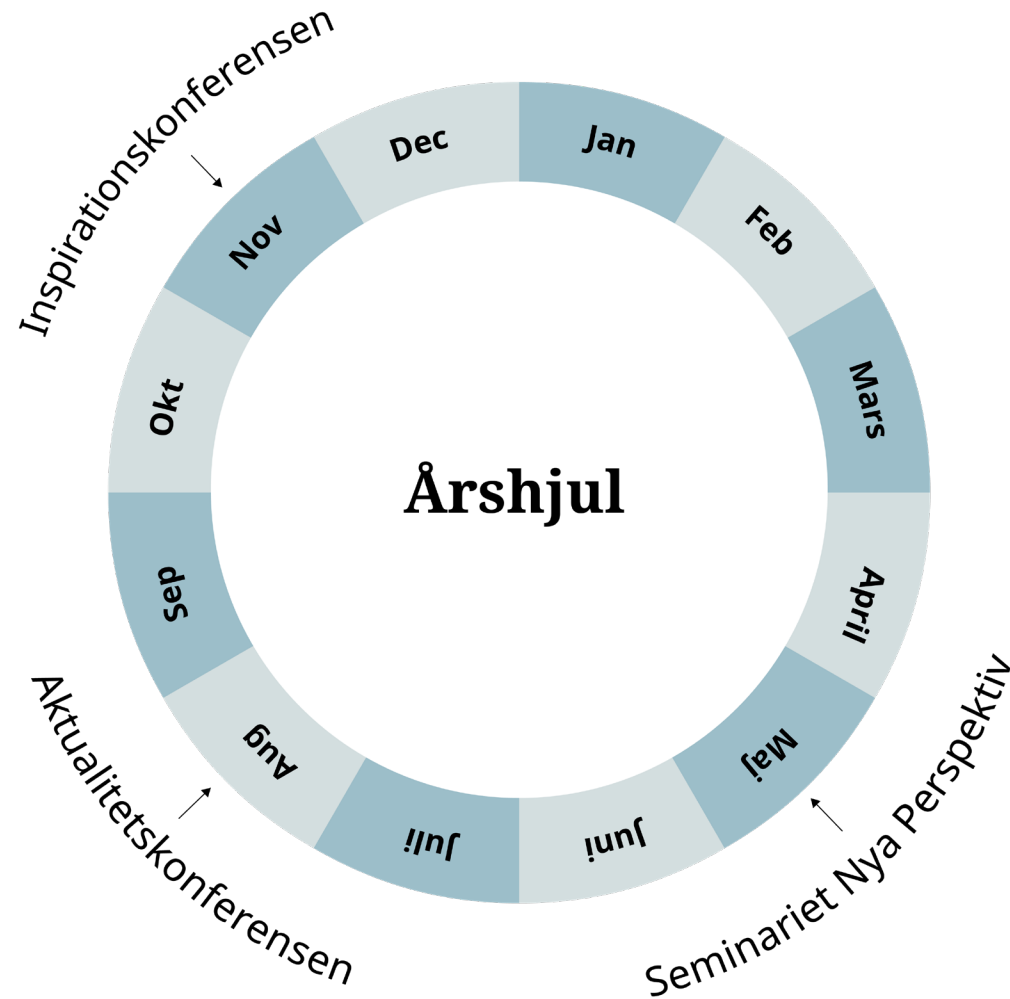 Årshjul
Jan
Feb
Mars
April
Maj
Juni
Juli
Aug
Sep
Okt
Nov
Dec
Seminariet Nya Perspektiv
Aktualitetskonferensen
Inspirationskonferensen